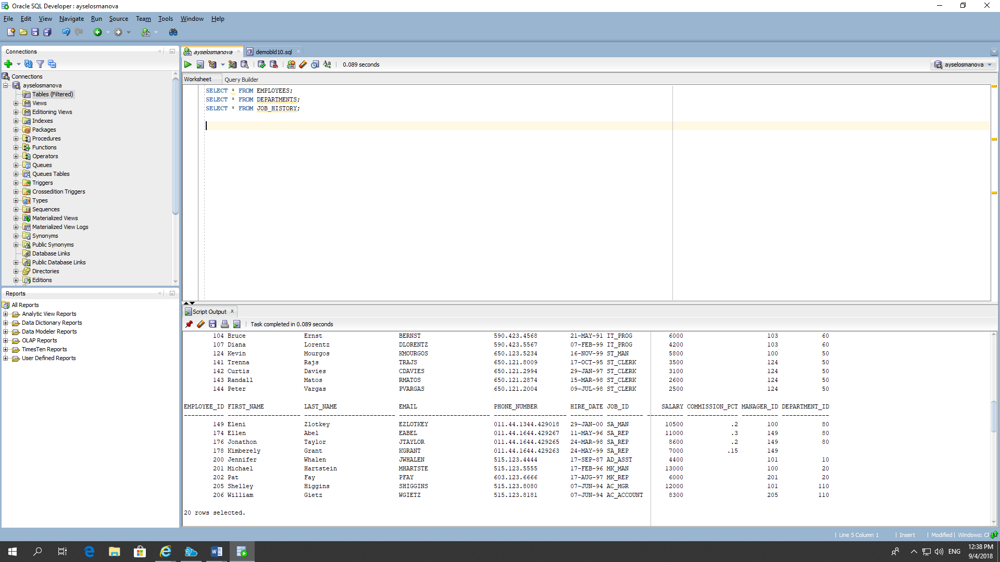 Oracle SQL Developer : ayselosmanova
File Edit View Navigate Run Source Team Tools Window Help
Connections
Connections
ayselosmanova
Tables (Filtered)
Views
Editioning Views
Indexes
Packages
Procedures
Functions
Operators
Queues
Queues Tables
Triggers
Crossedition Triggers
Types
Sequences
Materialized Views
Materialized View Logs
Synonyms
Public Synonyms
Database Links
Public Database Links
Directories
Editions
Reports
All Reports
Analytic View Reports
Data Dictionary Reports
Data Modeler Reports
OLAP Reports
TimesTen Reports
User Defined Reports
ayselosmanova demobld10.sql
0.089 seconds ayselosmanova
Worksheet Query Builder
SELECT * FROM EMPLOYEES;
SELECT * FROM DEPARTMENTS;
SELECT * FROM JOB_HISTORY;
Script Output
Task completed in 0.089 seconds
104 Bruce Ernst BERNST 590.423.4568 21-MAY-91 IT_PROG 6000 103 60
107 Diana Lorentz DLORENTZ 590.423.5567 07-FEB-99 IT_PROG 4200 103 60
124 Kevin Mourgos KMOURGOS 650.123.5234 16-NOV-99 ST_MAN 5800 100 50
141 Trenna Rajs TRAJS 650.121.8009 17-OCT-95 ST_CLERK 3500 124 50
142 Curtis Davies CDAVIES 650.121.2994 29-JAN-97 ST_CLERK 3100 124 50
143 Randall Matos RMATOS 650.121.2874 15-MAR-98 ST_CLERK 2600 124 50
144 Peter Vargas PVARGAS 650.121.2004 09-JUL-98 ST_CLERK 2500 124 50
EMPLOYEE_ID FIRST_NAME LAST_NAME EMAIL PHONE_NUMBER HIRE_DATE JOB_ID SALARY COMMISSION_PCT MANAGER_ID DEPARTMENT_ID
----------- -------------------- ------------------------- ------------------------- -------------------- --------- ---------- ---------- -------------- ---------- -------------
149 Eleni Zlotkey EZLOTKEY 011.44.1344.429018 29-JAN-00 SA_MAN 10500 .2 100 80
174 Ellen Abel EABEL 011.44.1644.429267 11-MAY-96 SA_REP 11000 .3 149 80
176 Jonathon Taylor JTAYLOR 011.44.1644.429265 24-MAR-98 SA_REP 8600 .2 149 80
178 Kimberely Grant KGRANT 011.44.1644.429263 24-MAY-99 SA_REP 7000 .15 149
200 Jennifer Whalen JWHALEN 515.123.4444 17-SEP-87 AD_ASST 4400 101 10
201 Michael Hartstein MHARTSTE 515.123.5555 17-FEB-96 MK_MAN 13000 100 20
202 Pat Fay PFAY 603.123.6666 17-AUG-97 MK_REP 6000 201 20
205 Shelley Higgins SHIGGINS 515.123.8080 07-JUN-94 AC_MGR 12000 101 110
206 William Gietz WGIETZ 515.123.8181 07-JUN-94 AC_ACCOUNT 8300 205 110
20 rows selected.
Line 5 Column 1 Insert Modified Windows:
ENG
12:38 PM
9/4/2018